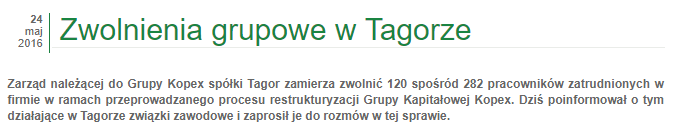 24
maj
2016
Zwolnienia grupowe w Tagorze
Zarząd należącej do Grupy Kopex spółki Tagor zamierza zwolnić 120 spośród 282 pracowników zatrudnionych w
firmie w ramach przeprowadzanego procesu restrukturyzacji Grupy Kapitałowej Kopex. Dziś poinformował o tym
działające w Tagorze związki zawodowe i zaprosił je do rozmów w tej sprawie.